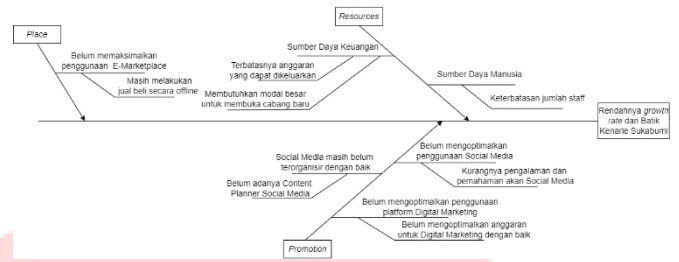 Resources
Place
Sumber Daya Keuangan
Belum memaksimalkan
penggunaan E-Marketplace
Terbatasnya anggaran
yang dapat dikeluarkan
Sumber Daya Manusia
Masih melakukan
jual beli secara offline
Membutuhkan modal besar
untuk membuka cabang baru
Keterbatasan jumlah staff
Rendahnya growth
rate dari Batik
Kenarie Sukabumi
Social Media masih belum
terorganisir dengan baik
Belum mengoptimalkan
penggunaan Social Media
Belum adanya Content
Planner Social Media
Kurangnya pengalaman dan
pemahaman akan Social Media
Belum mengoptimalkan penggunaan
platform Digital Marketing
Belum mengoptimalkan anggaran
untuk Digital Marketing dengan baik
Promotion